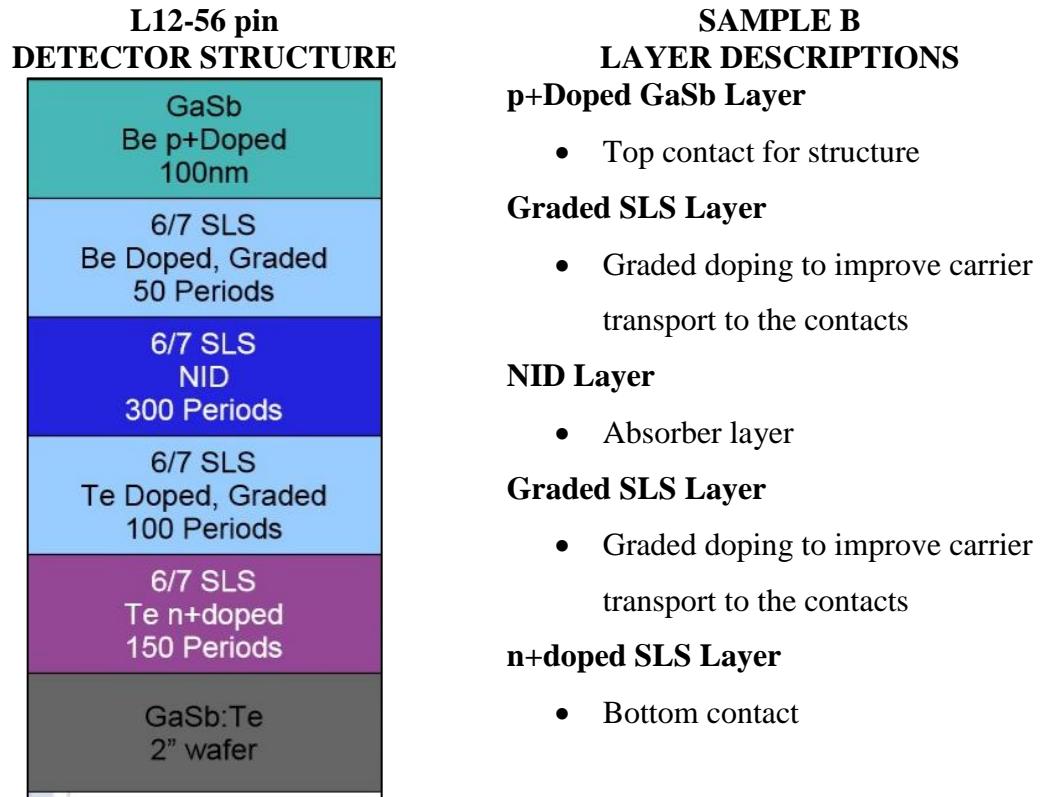 L12-56 pin
DETECTOR STRUCTURE
GaSb
Be p+Doped
100nm
6/7 SLS
Be Doped, Graded
50 Periods
6/7 SLS
NID
300 Periods
6/7 SLS
Te Doped, Graded
100 Periods
6/7 SLS
Te n+doped
150 Periods
GaSb:Te
2” wafer
SAMPLE B
LAYER DESCRIPTIONS
p+Doped GaSb Layer
• Top contact for structure
Graded SLS Layer
• Graded doping to improve carrier
transport to the contacts
NID Layer
• Absorber layer
Graded SLS Layer
• Graded doping to improve carrier
transport to the contacts
n+doped SLS Layer
• Bottom contact